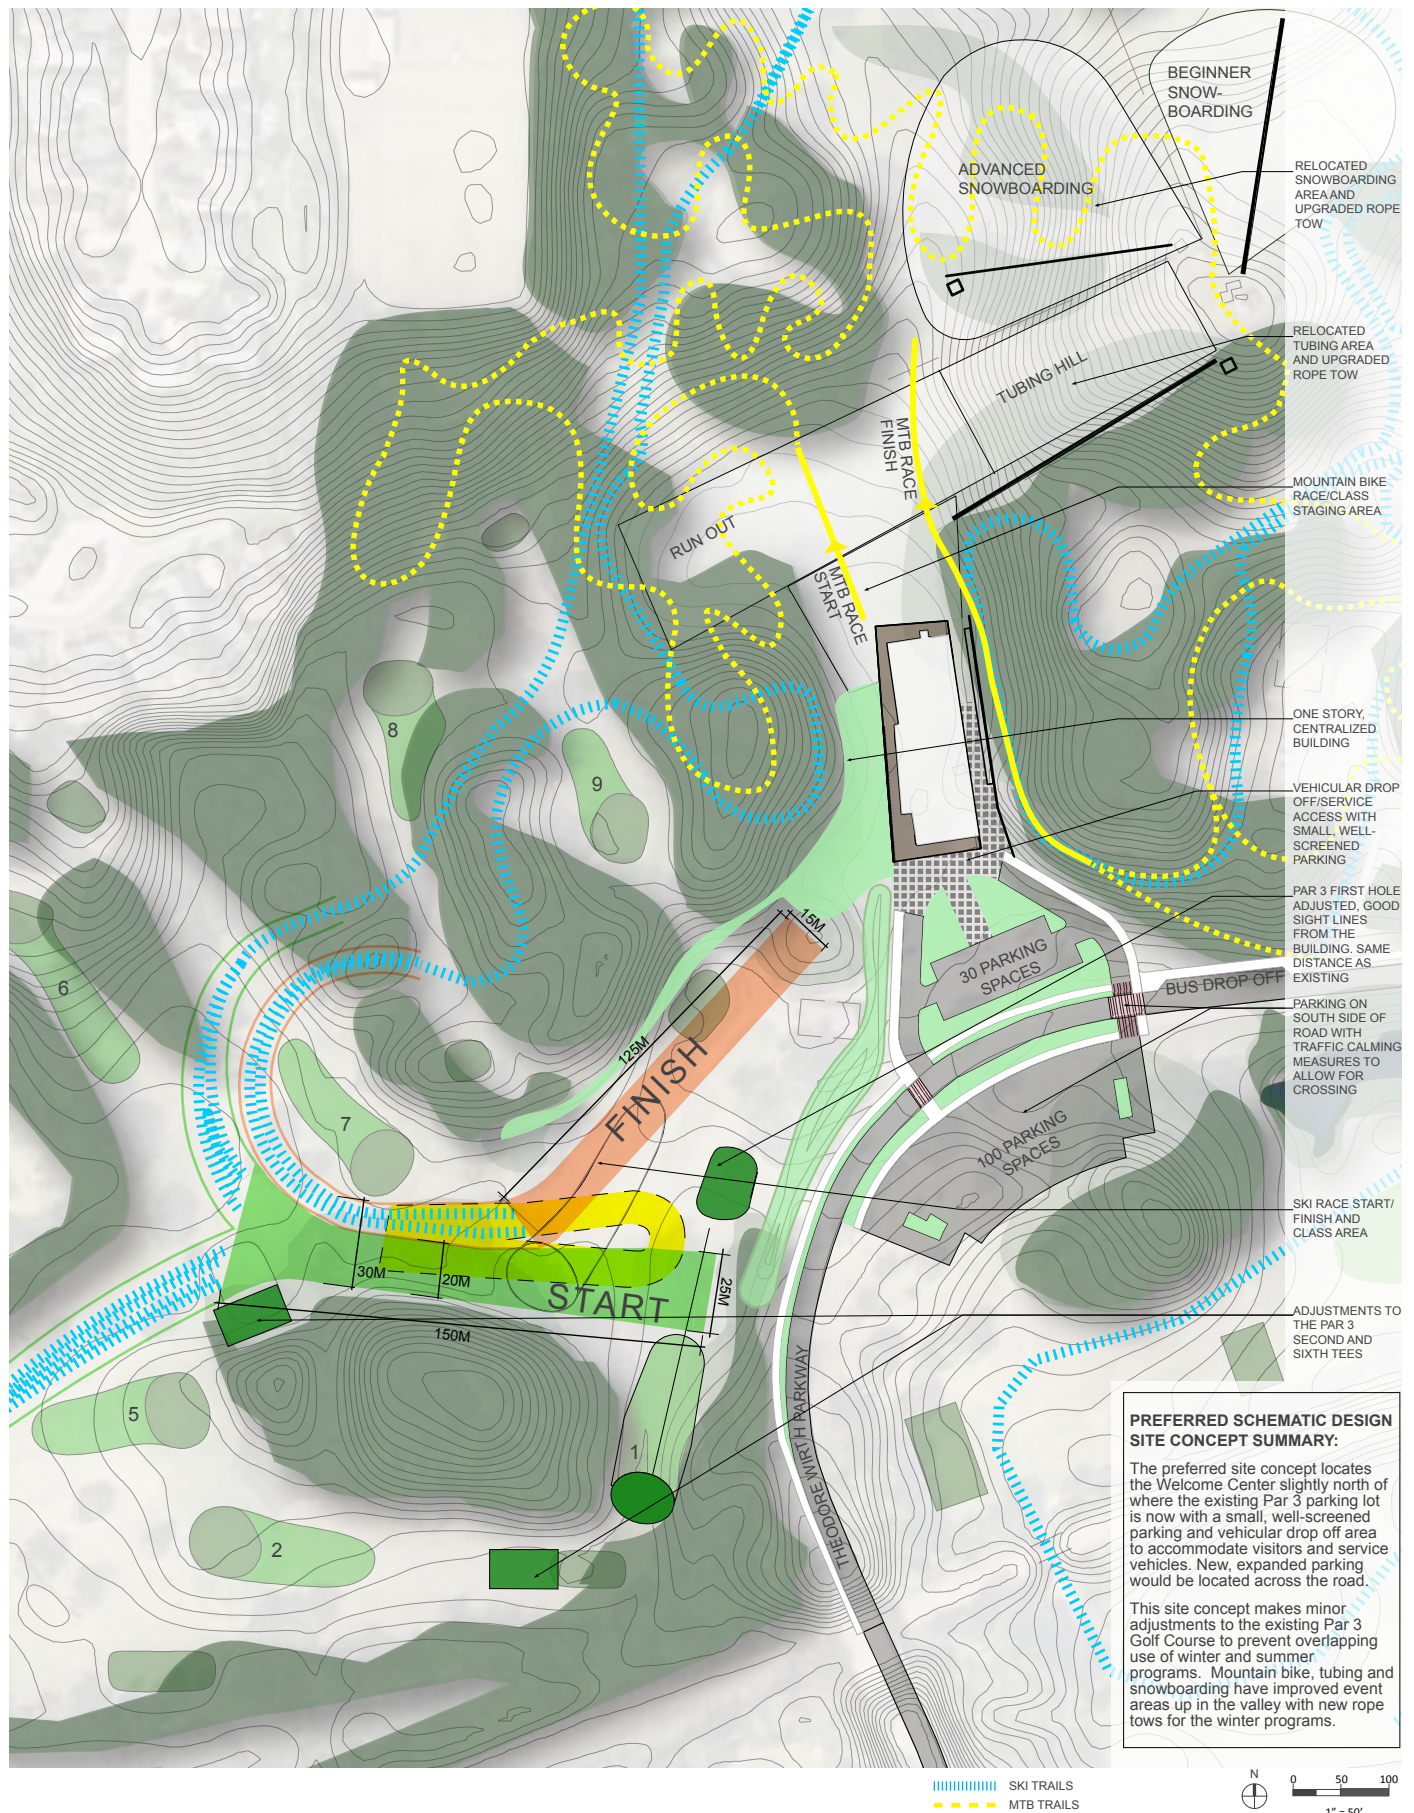 BEGINNER
SNOW-
BOARDING
ADVANCED
SNOWBOARDING
RELOCATED
SNOWBOARDING
AREA AND
UPGRADED ROPE
TOW
RELOCATED
TUBING AREA
AND UPGRADED
ROPE TOW
TUBING HILL
MTB RACE
FINISH
MOUNTAIN BIKE
RACE/CLASS
STAGING AREA
RUN OUT
MTB RACE
START
8
9
ONE STORY,
CENTRALIZED
BUILDING
VEHICULAR DROP
OFF/SERVICE
ACCESS WITH
SMALL, WELL-
SCREENED
PARKING
PAR 3 FIRST HOLE
ADJUSTED, GOOD
SIGHT LINES
FROM THE
BUILDING. SAME
DISTANCE AS
EXISTING
15M
30 PARKING
SPACES
BUS DROP OFF
6
PARKING ON
SOUTH SIDE OF
ROAD WITH
TRAFFIC CALMING
MEASURES TO
ALLOW FOR
CROSSING
125M
FINISH
7
100 PARKING
SPACES
SKI RACE START/
FINISH AND
CLASS AREA
30M
20M
START
25M
150M
ADJUSTMENTS TO
THE PAR 3
SECOND AND
SIXTH TEES
5
1
THEODORE WIRTH PARKWAY
2
PREFERRED SCHEMATIC DESIGN
SITE CONCEPT SUMMARY:
The preferred site concept locates
the Welcome Center slightly north of
where the existing Par 3 parking lot
is now with a small, well-screened
parking and vehicular drop off area
to accommodate visitors and service
vehicles. New, expanded parking
would be located across the road.
This site concept makes minor
adjustments to the existing Par 3
Golf Course to prevent overlapping
use of winter and summer
programs. Mountain bike, tubing and
snowboarding have improved event
areas up in the valley with new rope
tows for the winter programs.
SKI TRAILS
MTB TRAILS
N
0 50 100
1" = 50'